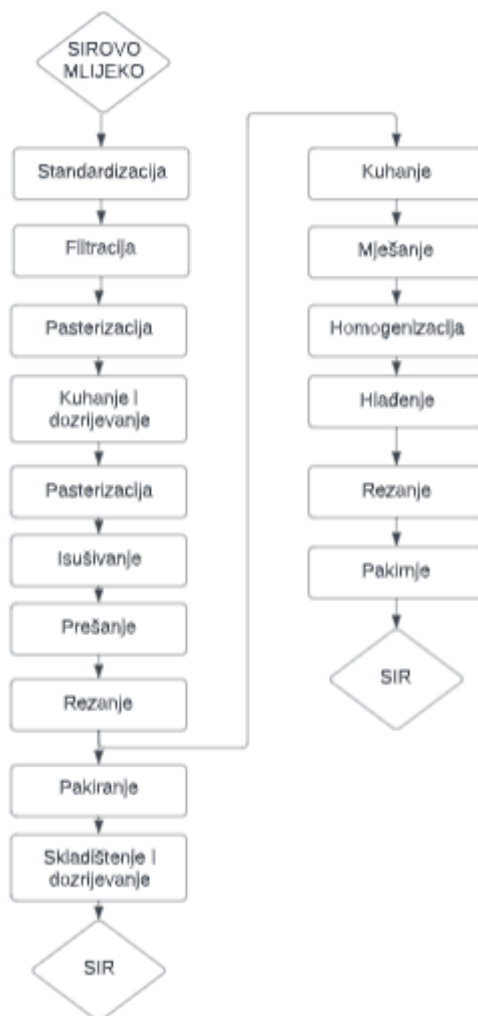 SIROVO
MLIJEKO
Standardizacija
Filtracija
Pasterizacija
Kuhanje i
dozrijevanje
Pasterizacija
Isušivanje
Prešanje
Rezanje
Pakiranje
Skladištenje i
dozrijevanje
SIR
Kuhanje
Mješanje
Homogenizacija
Hlađenje
Rezanje
Pakirnje
SIR